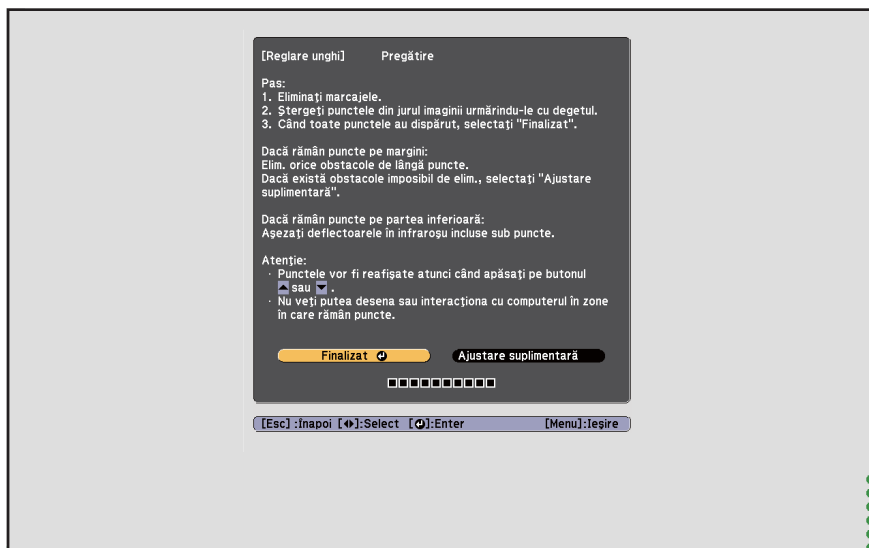 [Reglare unghi] Pregătire
Pas:
1. Eliminați marcajele.
2. Ștergeți punctele din jurul imaginii urmărindu-le cu degetul.
3. Când toate punctele au dispărut, selectați "Finalizat".
Dacă rămân puncte pe margini:
Elim. orice obstacole de lângă puncte.
Dacă există obstacole imposibil de elim., selectați "Ajustare
suplimentară".
Dacă rămân puncte pe partea inferioară:
Așezați deflectoarele în infraroșu incluse sub puncte.
Atenție:
· Punctele vor fi reafișate atunci când apăsați pe butonul
▲ sau ▼ .
· Nu veți putea desena sau interacționa cu computerul în zone
în care rămân puncte.
Finalizat Ajustare suplimentară
[Esc] :Înapoi [◄►]:Select [↵]:Enter [Menu]:Ieșire